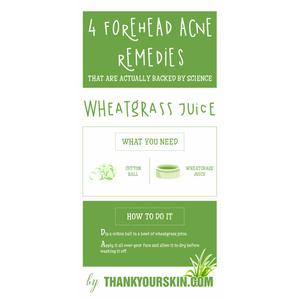 4 FOREHEAD ACNE
REMEDIES
THAT ARE ACTUALLY BACKED BY SCIENCE
WHEATGRASS JUICE
WHAT YOU NEED
COTTON
BALL
WHEATGRASS
JUICE
HOW TO DO IT
Dip a cotton ball to a bowl of wheatgrass juice.
Apply it all over your face and allow it to dry before
washing it off.
by THANKYOURSKIN.COM